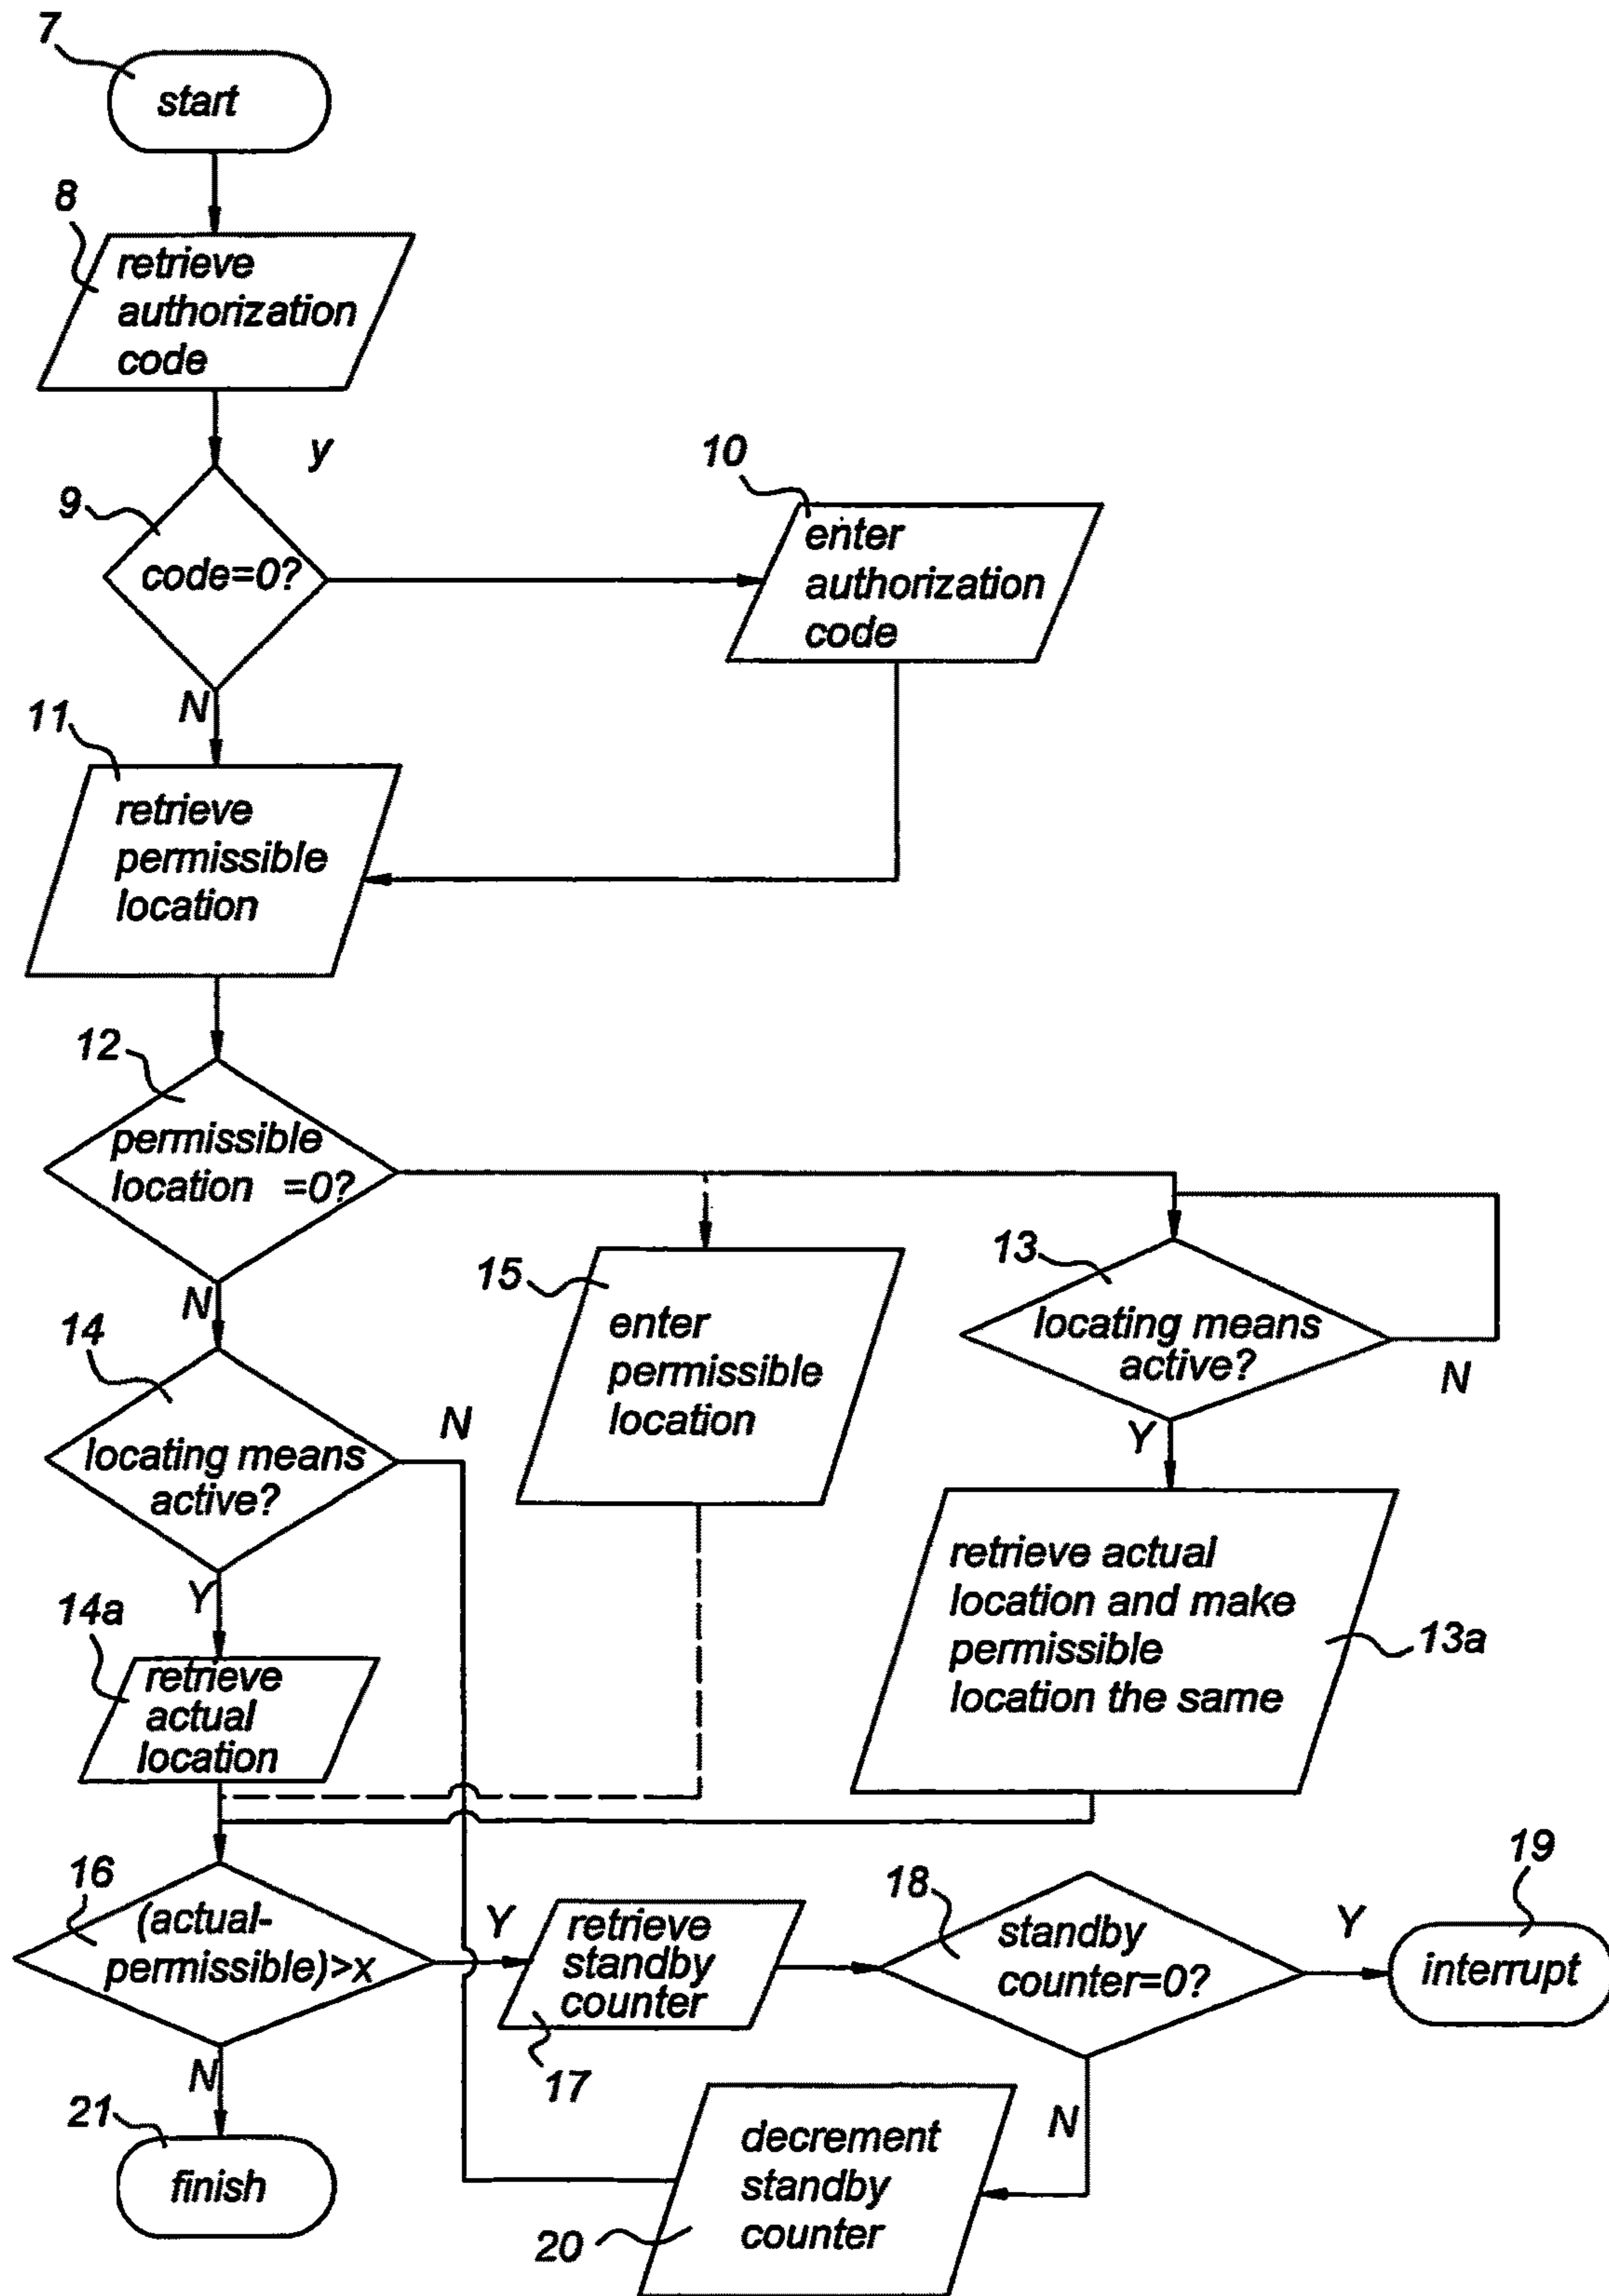 7
start
8
retrieve
authorization
code
y
9
code=0?
10
enter
authorization
code
N
11
retrieve
permissible
location
12
permissible
location =0?
N
13
locating means
active?
N
Y
14
locating means
active?
N
Y
15
enter
permissible
location
13a
retrieve actual
location and make
permissible
location the same
14a
retrieve
actual
location
16
(actual-
permissible)>x
Y
N
17
retrieve
standby
counter
18
standby
counter=0?
Y
N
19
interrupt
20
decrement
standby
counter
21
finish